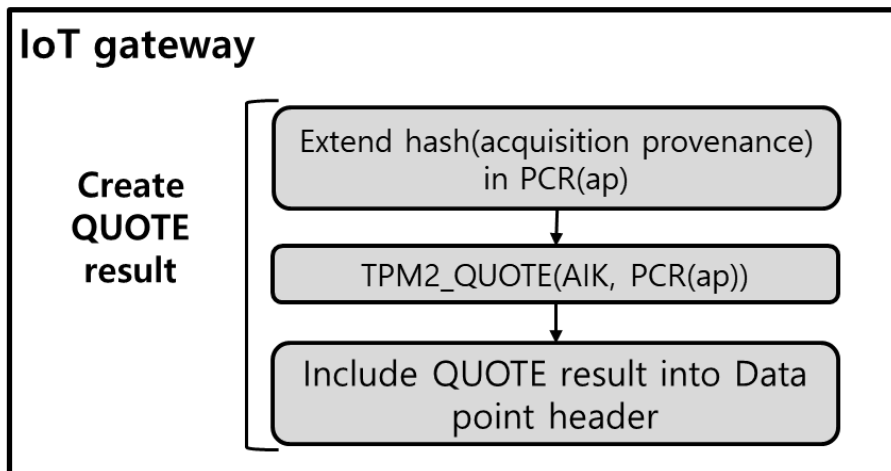 IoT gateway
Create
QUOTE
result
Extend hash(acquisition provenance)
in PCR(ap)
TPM2_QUOTE(AIK, PCR(ap))
Include QUOTE result into Data
point header